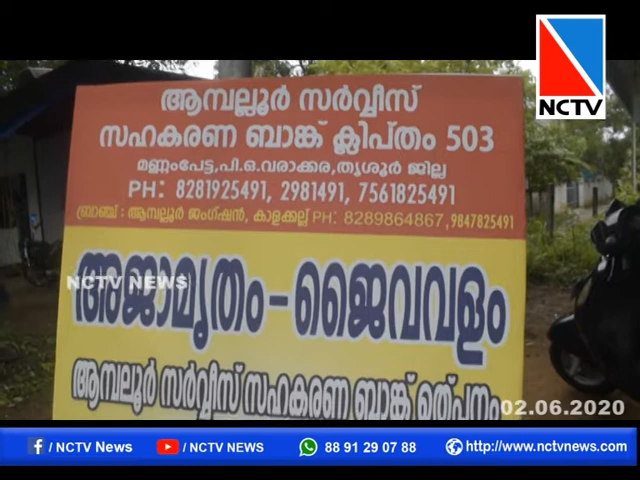 NCTV
ആമ്പല്ലൂർ സർവ്വീസ്
സഹകരണ ബാങ്ക് ക്ലിപ്തം 503
മണ്ണംപേട്ട,പി.ഒ.വരാക്കര,തൃശൂർ ജില്ല
PH: 8281925491, 2981491, 7561825491
ബ്രാഞ്ച് : ആമ്പല്ലൂർ ജംഗ്ഷൻ, കാളക്കല്ല് PH: 8289864867,9847825491
NCTV NEWS
അജാമൃതം-ജൈവവളം
ആമ്പല്ലൂർ സർവ്വീസ് സഹകരണ ബാങ്ക്
02.06.2020
/ NCTV News / NCTV NEWS 88 91 29 07 88 http://www.nctvnews.com